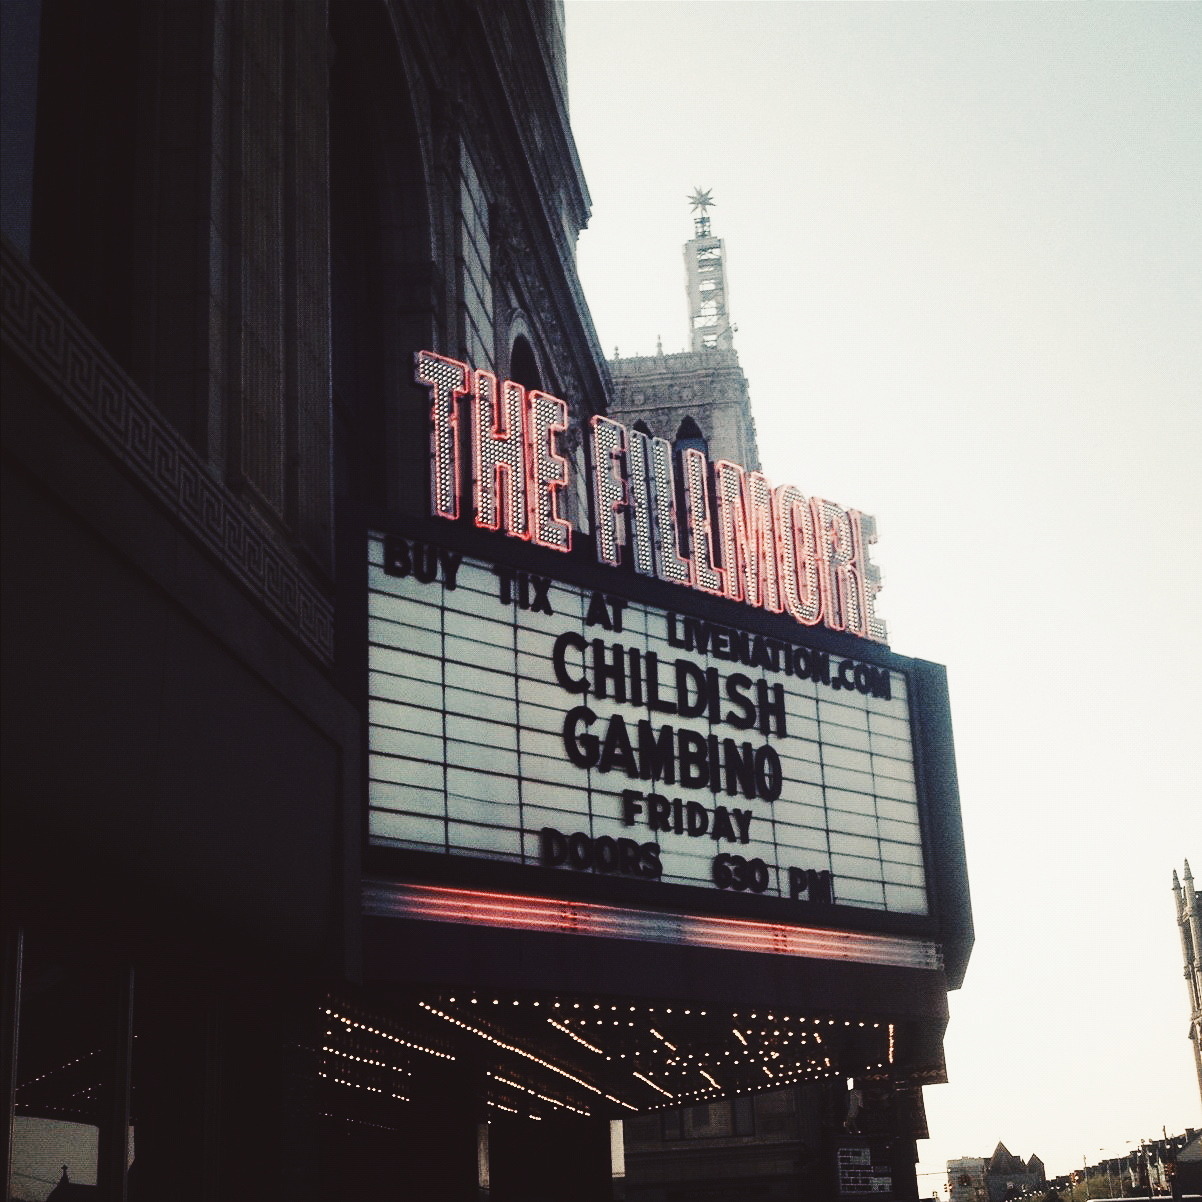 THE FILLMORE
BUY TIX AT LIVENATION.COM
CHILDISH
GAMBINO
FRIDAY
DOORS 630 PM